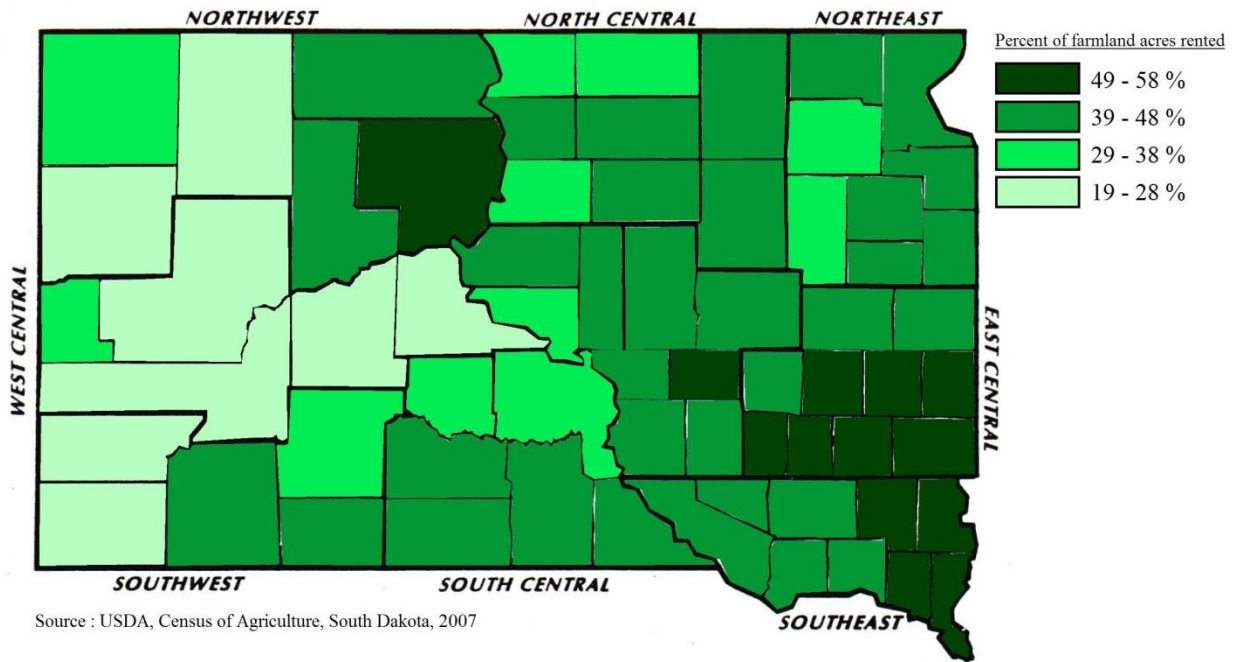 NORTHWEST
NORTH CENTRAL
NORTHEAST
Percent of farmland acres rented
49 - 58 %
39 - 48 %
29 - 38 %
19 - 28 %
WEST CENTRAL
EAST CENTRAL
SOUTHWEST
SOUTH CENTRAL
SOUTHEAST
Source : USDA, Census of Agriculture, South Dakota, 2007